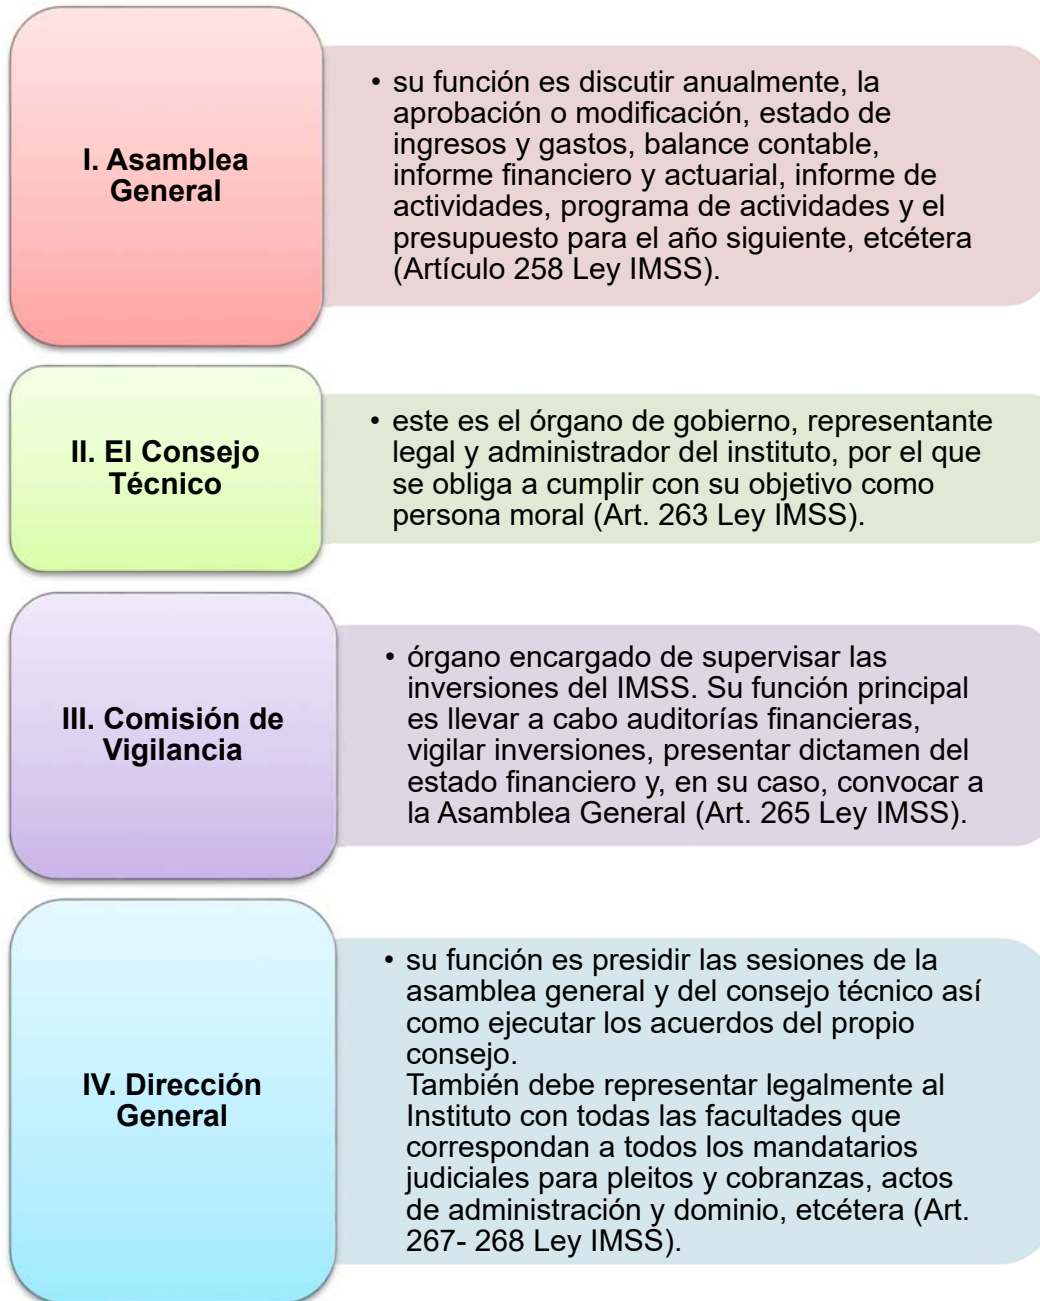 I. Asamblea
General
• su función es discutir anualmente, la
aprobación o modificación, estado de
ingresos y gastos, balance contable,
informe financiero y actuarial, informe de
actividades, programa de actividades y el
presupuesto para el año siguiente, etcétera
(Artículo 258 Ley IMSS).
II. El Consejo
Técnico
• este es el órgano de gobierno, representante
legal y administrador del instituto, por el que
se obliga a cumplir con su objetivo como
persona moral (Art. 263 Ley IMSS).
III. Comisión de
Vigilancia
• órgano encargado de supervisar las
inversiones del IMSS. Su función principal
es llevar a cabo auditorías financieras,
vigilar inversiones, presentar dictamen del
estado financiero y, en su caso, convocar a
la Asamblea General (Art. 265 Ley IMSS).
IV. Dirección
General
• su función es presidir las sesiones de la
asamblea general y del consejo técnico así
como ejecutar los acuerdos del propio
consejo.
También debe representar legalmente al
Instituto con todas las facultades que
correspondan a todos los mandatarios
judiciales para pleitos y cobranzas, actos
de administración y dominio, etcétera (Art.
267- 268 Ley IMSS).